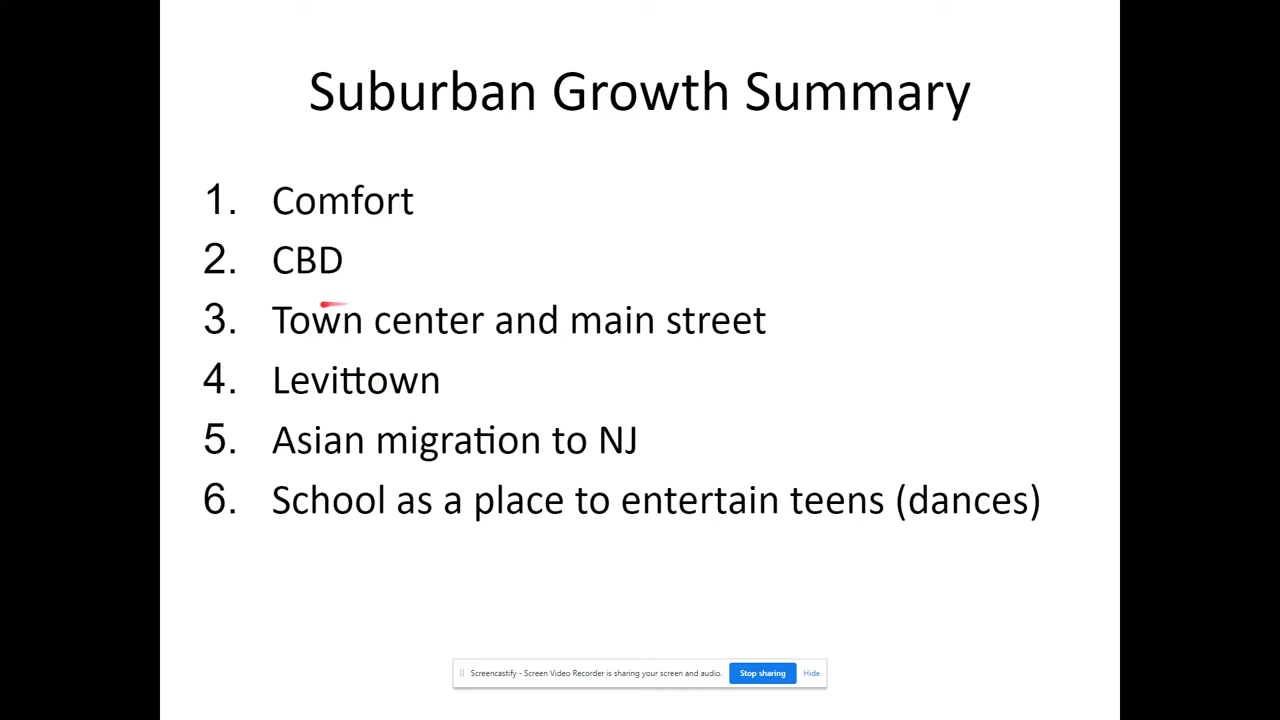 Suburban Growth Summary
1. Comfort
2. CBD
3. Town center and main street
4. Levittown
5. Asian migration to NJ
6. School as a place to entertain teens (dances)
Screencastify - Screen Video Recorder is sharing your screen and audio. Stop sharing Hide